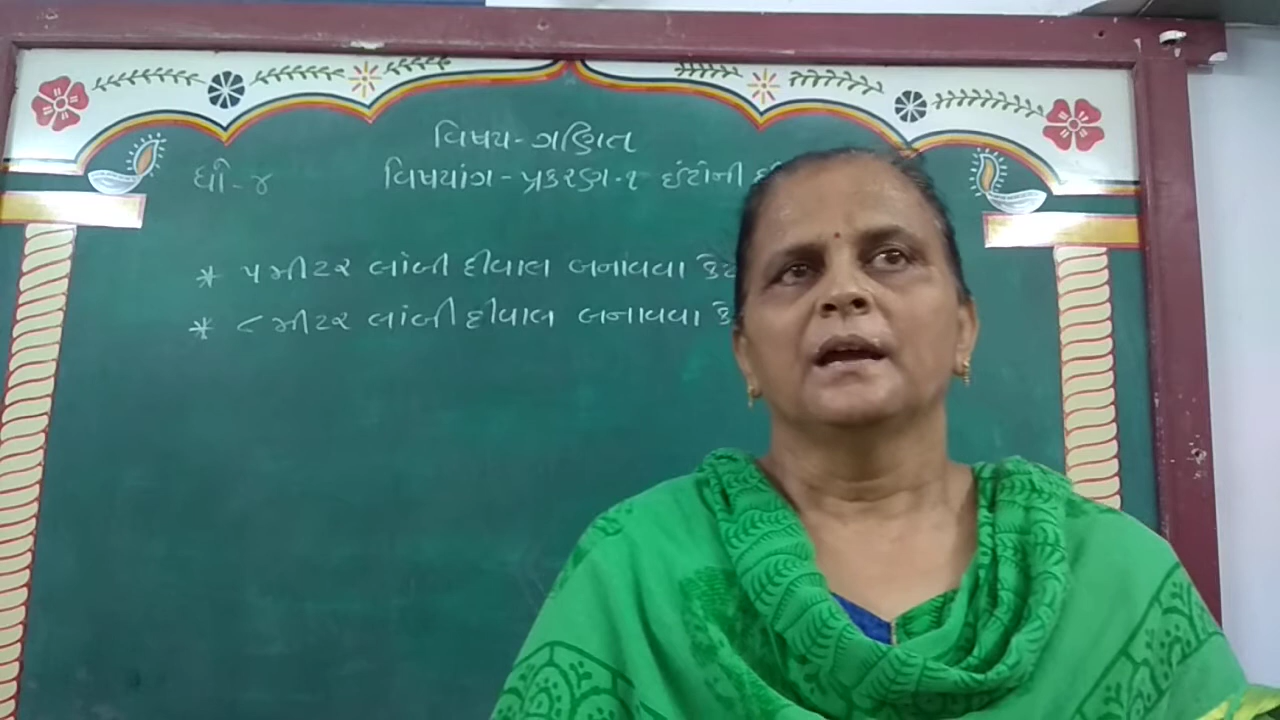 વિષય-ગણિત
ધો-૪ વિષયાંગ-પ્રકરણ-૧ ઇંટોની
* ૫ મીટર લાંબી દીવાલ બનાવવા
* ૮ મીટર લાંબી દીવાલ બનાવવા